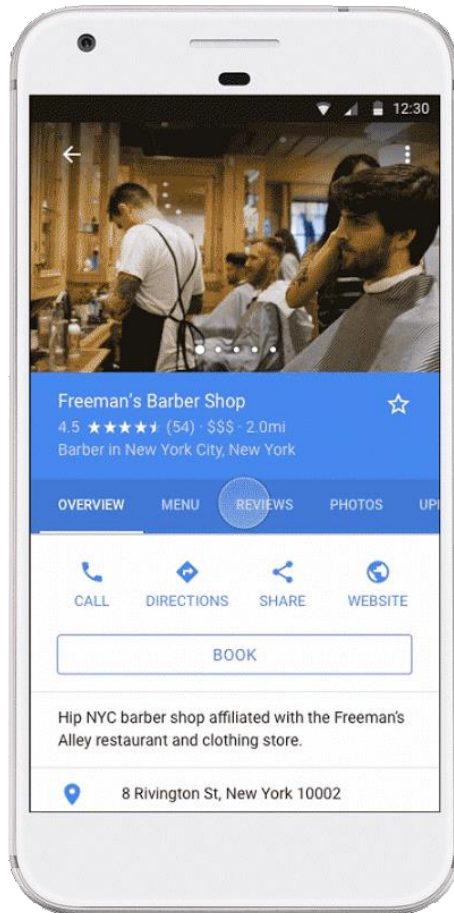 12:30
Freeman's Barber Shop
4.5 ★★★★⯨ (54) · $$$ · 2.0mi
Barber in New York City, New York
OVERVIEW MENU REVIEWS PHOTOS UP
CALL DIRECTIONS SHARE WEBSITE
BOOK
Hip NYC barber shop affiliated with the Freeman's
Alley restaurant and clothing store.
8 Rivington St, New York 10002